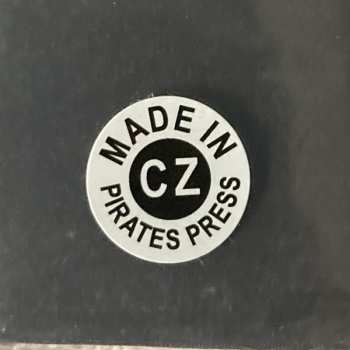 MADE IN
CZ
PIRATES PRESS